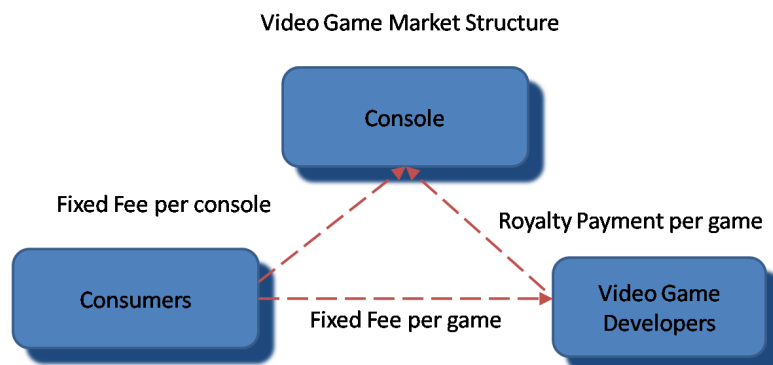 Video Game Market Structure
Console
Fixed Fee per console
Royalty Payment per game
Consumers
Fixed Fee per game
Video Game
Developers